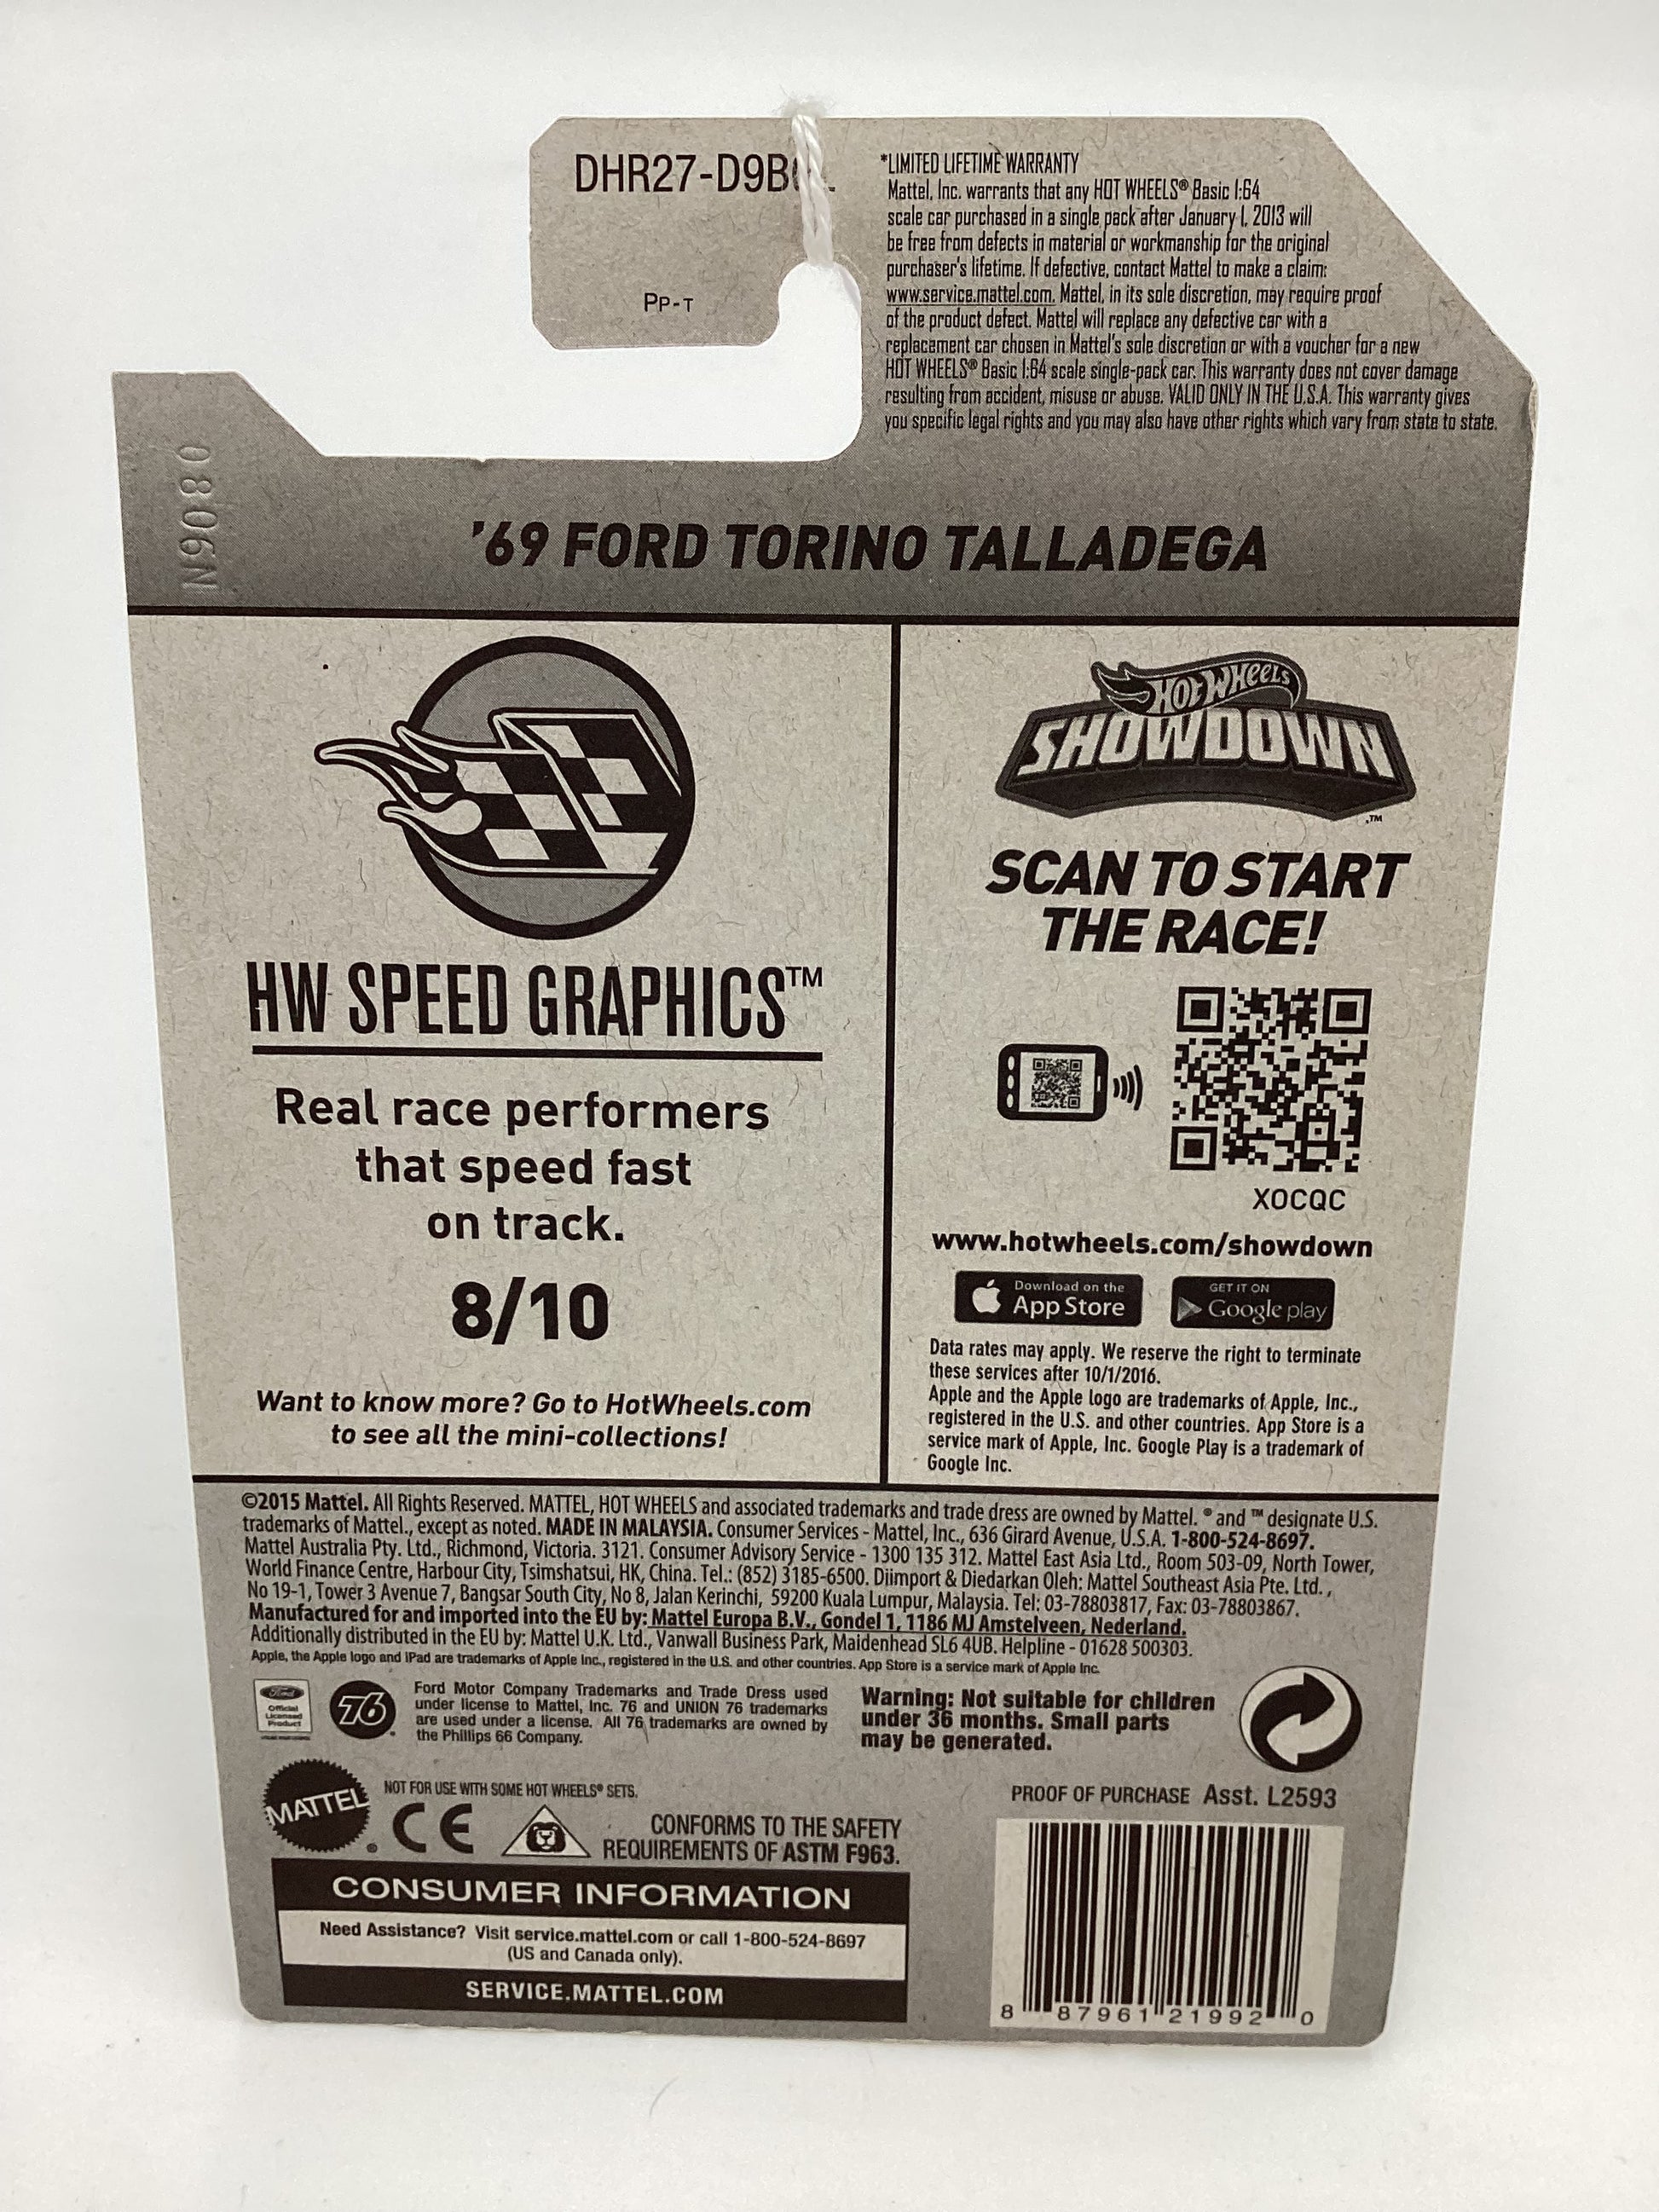 DHR27-D9B
PP-T
*LIMITED LIFETIME WARRANTY
Mattel, Inc. warrants that any HOT WHEELS® Basic 1:64
scale car purchased in a single pack after January 1, 2013 will
be free from defects in material or workmanship for the original
purchaser's lifetime. If defective, contact Mattel to make a claim:
www.service.mattel.com. Mattel, in its sole discretion, may require proof
of the product defect. Mattel will replace any defective car with a
replacement car chosen in Mattel's sole discretion or with a voucher for a new
HOT WHEELS® Basic 1:64 scale single-pack car. This warranty does not cover damage
resulting from accident, misuse or abuse. VALID ONLY IN THE U.S.A. This warranty gives
you specific legal rights and you may also have other rights which vary from state to state.
N9080
'69 FORD TORINO TALLADEGA
HW SPEED GRAPHICS™
Real race performers
that speed fast
on track.
8/10
Want to know more? Go to HotWheels.com
to see all the mini-collections!
HOT WHEELS
SHOWDOWN™
SCAN TO START
THE RACE!
XOCQC
www.hotwheels.com/showdown
Download on the
App Store
GET IT ON
Google play
Data rates may apply. We reserve the right to terminate
these services after 10/1/2016.
Apple and the Apple logo are trademarks of Apple, Inc.,
registered in the U.S. and other countries. App Store is a
service mark of Apple, Inc. Google Play is a trademark of
Google Inc.
©2015 Mattel. All Rights Reserved. MATTEL, HOT WHEELS and associated trademarks and trade dress are owned by Mattel. ® and ™ designate U.S.
trademarks of Mattel., except as noted. MADE IN MALAYSIA. Consumer Services - Mattel, Inc., 636 Girard Avenue, U.S.A. 1-800-524-8697.
Mattel Australia Pty. Ltd., Richmond, Victoria. 3121. Consumer Advisory Service - 1300 135 312. Mattel East Asia Ltd., Room 503-09, North Tower,
World Finance Centre, Harbour City, Tsimshatsui, HK, China. Tel.: (852) 3185-6500. Diimport & Diedarkan Oleh: Mattel Southeast Asia Pte. Ltd.,
No 19-1, Tower 3 Avenue 7, Bangsar South City, No 8, Jalan Kerinchi, 59200 Kuala Lumpur, Malaysia. Tel: 03-78803817, Fax: 03-78803867.
Manufactured for and imported into the EU by: Mattel Europa B.V., Gondel 1, 1186 MJ Amstelveen, Nederland.
Additionally distributed in the EU by: Mattel U.K. Ltd., Vanwall Business Park, Maidenhead SL6 4UB. Helpline - 01628 500303.
Apple, the Apple logo and iPad are trademarks of Apple Inc., registered in the U.S. and other countries. App Store is a service mark of Apple Inc.
Ford
Official
Licensed
Product
76
Ford Motor Company Trademarks and Trade Dress used
under license to Mattel, Inc. 76 and UNION 76 trademarks
are used under a license. All 76 trademarks are owned by
the Phillips 66 Company.
Warning: Not suitable for children
under 36 months. Small parts
may be generated.
MATTEL®
NOT FOR USE WITH SOME HOT WHEELS® SETS.
CE
CONFORMS TO THE SAFETY
REQUIREMENTS OF ASTM F963.
CONSUMER INFORMATION
Need Assistance? Visit service.mattel.com or call 1-800-524-8697
(US and Canada only).
SERVICE.MATTEL.COM
PROOF OF PURCHASE Asst. L2593
8 87961 21992 0